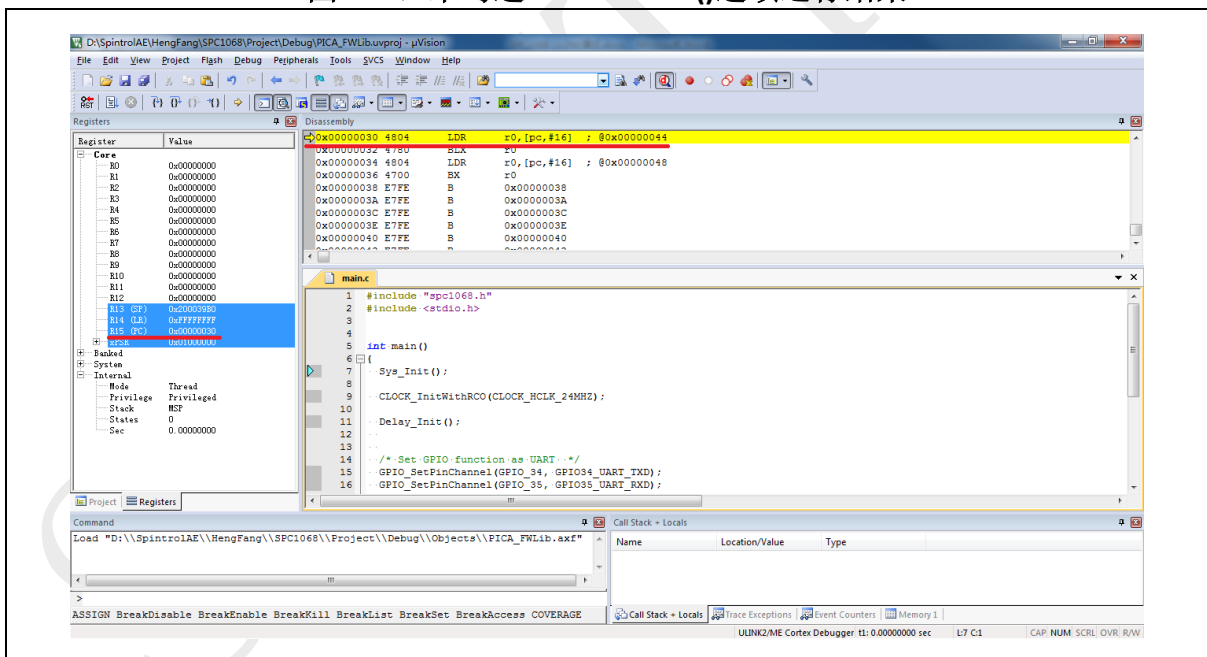 D:\SpintrolAE\HengFang\SPC1068\Project\Debug\PICA_FWLib.uvproj - µVision
File Edit View Project Flash Debug Peripherals Tools SVCS Window Help
Registers
Disassembly
Register Value
Core
R0 0x00000000
R1 0x00000000
R2 0x00000000
R3 0x00000000
R4 0x00000000
R5 0x00000000
R6 0x00000000
R7 0x00000000
R8 0x00000000
R9 0x00000000
R10 0x00000000
R11 0x00000000
R12 0x00000000
R13 (SP) 0x200039B0
R14 (LR) 0xFFFFFFFF
R15 (PC) 0x00000030
xPSR 0x01000000
Banked
System
Internal
Mode Thread
Privilege Privileged
Stack MSP
States 0
Sec 0.00000000
Project Registers
0x00000030 4804 LDR r0,[pc,#16] ; @0x00000044
0x00000032 4780 BLX r0
0x00000034 4804 LDR r0,[pc,#16] ; @0x00000048
0x00000036 4700 BX r0
0x00000038 E7FE B 0x00000038
0x0000003A E7FE B 0x0000003A
0x0000003C E7FE B 0x0000003C
0x0000003E E7FE B 0x0000003E
0x00000040 E7FE B 0x00000040
main.c
1 #include "spc1068.h"
2 #include <stdio.h>
3
4
5 int main()
6 {
7 Sys_Init();
8
9 CLOCK_InitWithRCO(CLOCK_HCLK_24MHZ);
10
11 Delay_Init();
12
13
14 /* Set GPIO function as UART */
15 GPIO_SetPinChannel(GPIO_34, GPIO34_UART_TXD);
16 GPIO_SetPinChannel(GPIO_35, GPIO35_UART_RXD);
Command
Load "D:\\SpintrolAE\\HengFang\\SPC1068\\Project\\Debug\\Objects\\PICA_FWLib.axf"
>
ASSIGN BreakDisable BreakEnable BreakKill BreakList BreakSet BreakAccess COVERAGE
Call Stack + Locals
Name Location/Value Type
Call Stack + Locals Trace Exceptions Event Counters Memory 1
ULINK2/ME Cortex Debugger t1: 0.00000000 sec L:7 C:1 CAP NUM SCRL OVR R/W